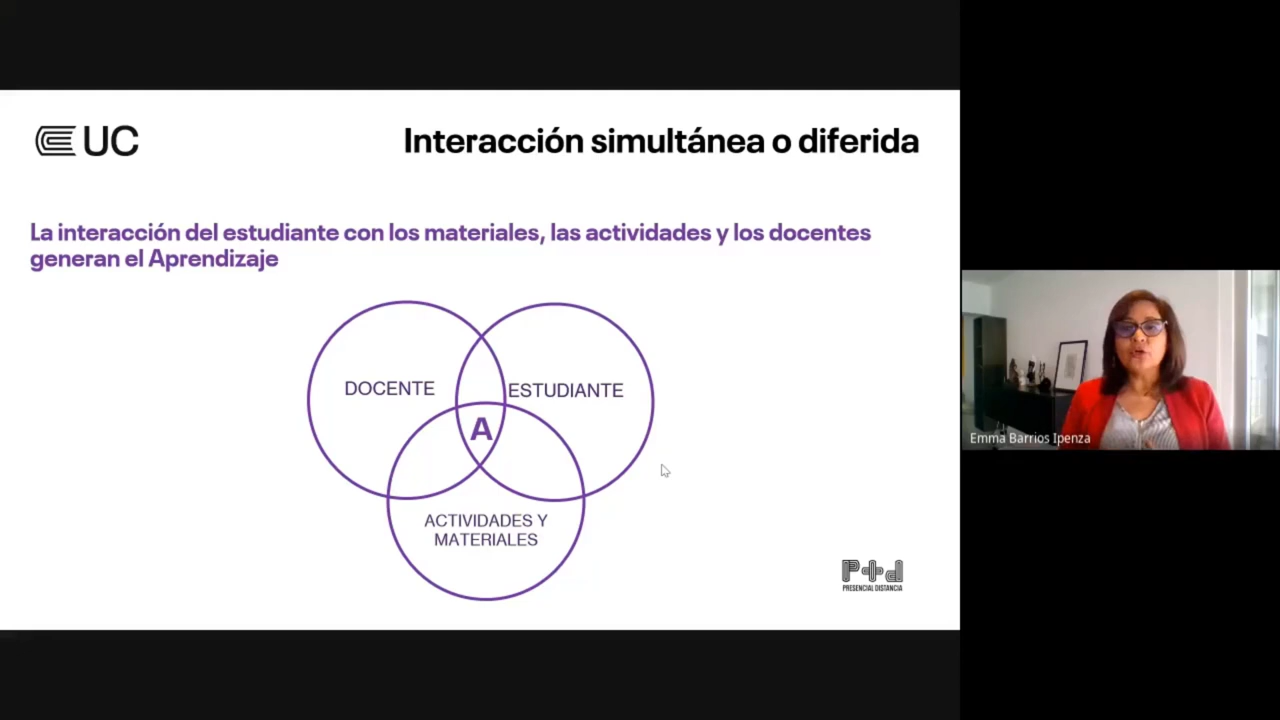 UC
Interacción simultánea o diferida
La interacción del estudiante con los materiales, las actividades y los docentes
generan el Aprendizaje
DOCENTE
ESTUDIANTE
A
ACTIVIDADES Y
MATERIALES
P+d
PRESENCIAL DISTANCIA
Emma Barrios Ipenza